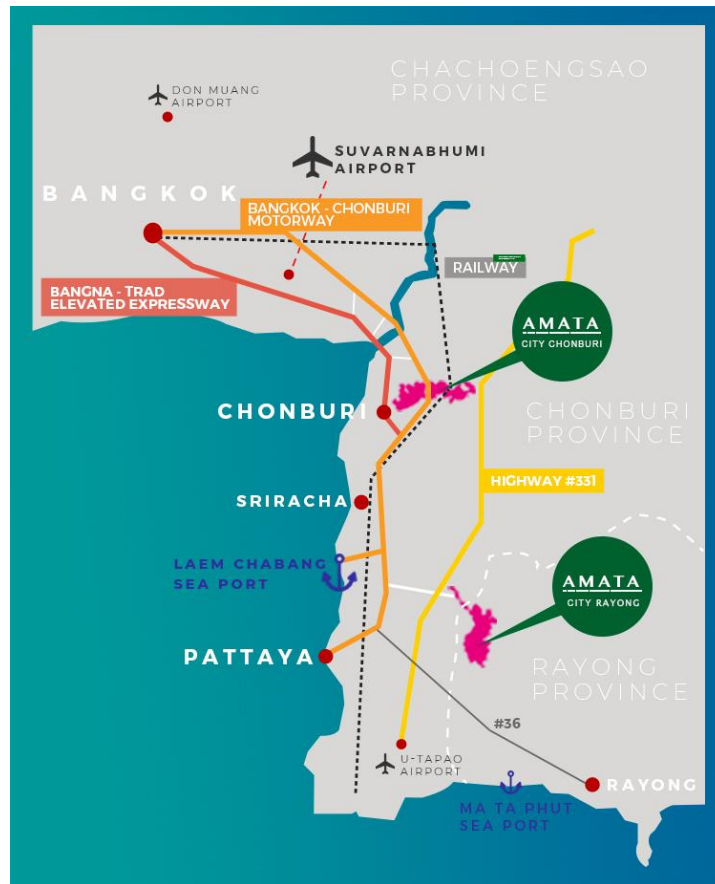 CHACHOENGSAO
PROVINCE
DON MUANG
AIRPORT
SUVARNABHUMI
AIRPORT
BANGKOK
BANGKOK - CHONBURI
MOTORWAY
RAILWAY
BANGNA - TRAD
ELEVATED EXPRESSWAY
AMATA
CITY CHONBURI
CHONBURI
CHONBURI
PROVINCE
HIGHWAY #331
SRIRACHA
LAEM CHABANG
SEA PORT
AMATA
CITY RAYONG
PATTAYA
RAYONG
PROVINCE
#36
U-TAPAO
AIRPORT
RAYONG
MA TA PHUT
SEA PORT